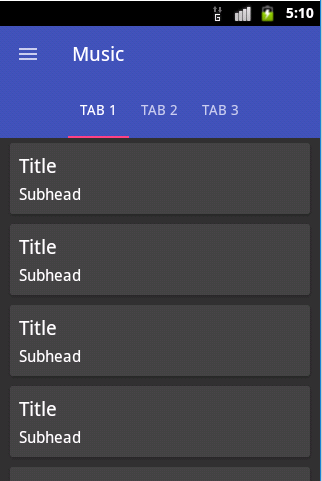 G 5:10
Music
TAB 1 TAB 2 TAB 3
Title
Subhead
Title
Subhead
Title
Subhead
Title
Subhead